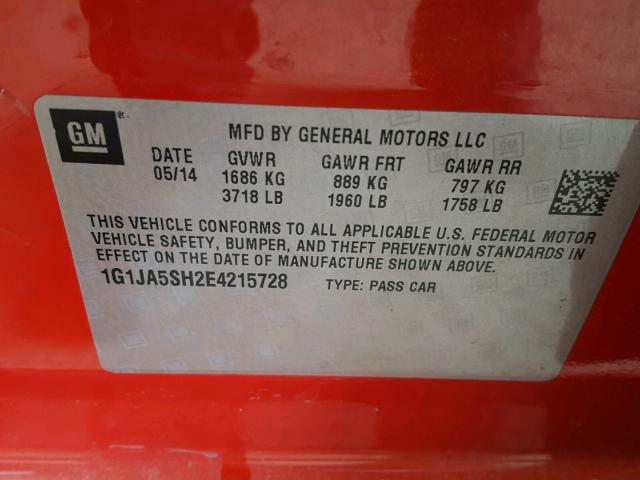 GM
MFD BY GENERAL MOTORS LLC
DATE GVWR GAWR FRT GAWR RR
05/14 1686 KG 889 KG 797 KG
3718 LB 1960 LB 1758 LB
THIS VEHICLE CONFORMS TO ALL APPLICABLE U.S. FEDERAL MOTOR
VEHICLE SAFETY, BUMPER, AND THEFT PREVENTION STANDARDS IN
EFFECT ON THE DATE OF MANUFACTURE SHOWN ABOVE.
1G1JA5SH2E4215728 TYPE: PASS CAR